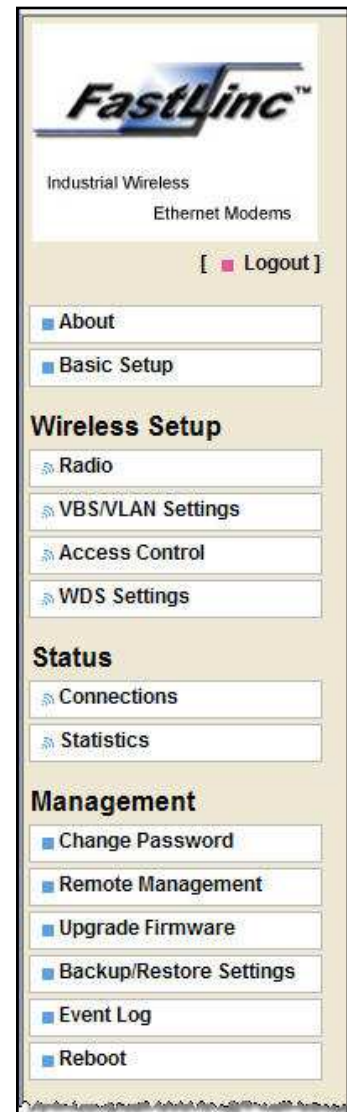 FastLinc™
Industrial Wireless
Ethernet Modems
[ Logout ]
About
Basic Setup
Wireless Setup
Radio
VBS/VLAN Settings
Access Control
WDS Settings
Status
Connections
Statistics
Management
Change Password
Remote Management
Upgrade Firmware
Backup/Restore Settings
Event Log
Reboot